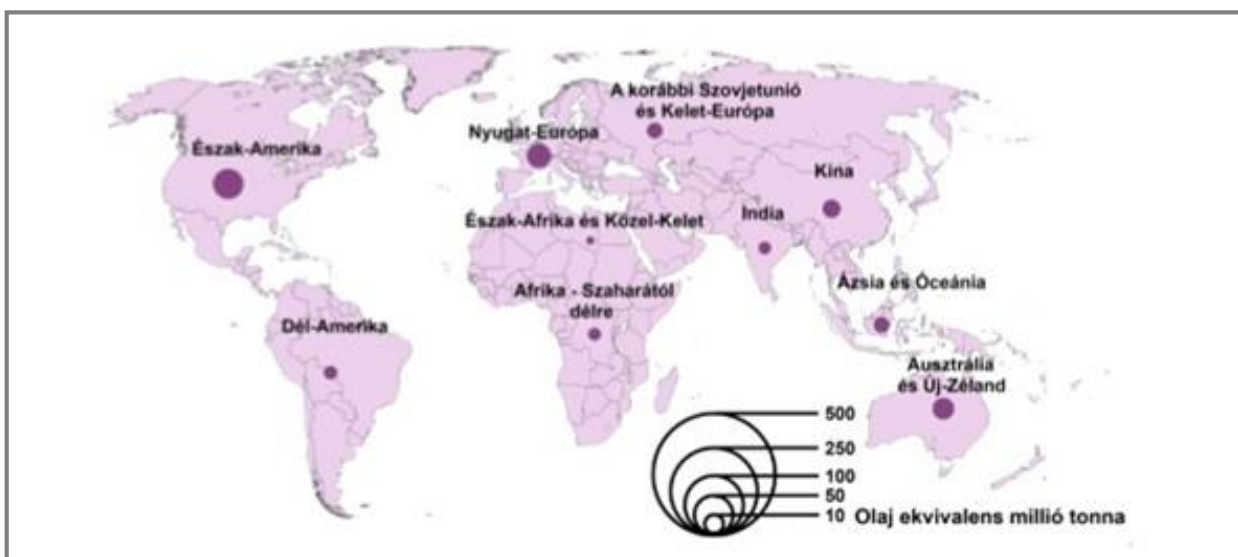 A korábbi Szovjetunió
és Kelet-Európa
Nyugat-Európa
Észak-Amerika
Kína
India
Észak-Afrika és Közel-Kelet
Ázsia és Óceánia
Afrika - Szaharától
délre
Dél-Amerika
Ausztrália
és Új-Zéland
500
250
100
50
10 Olaj ekvivalens millió tonna